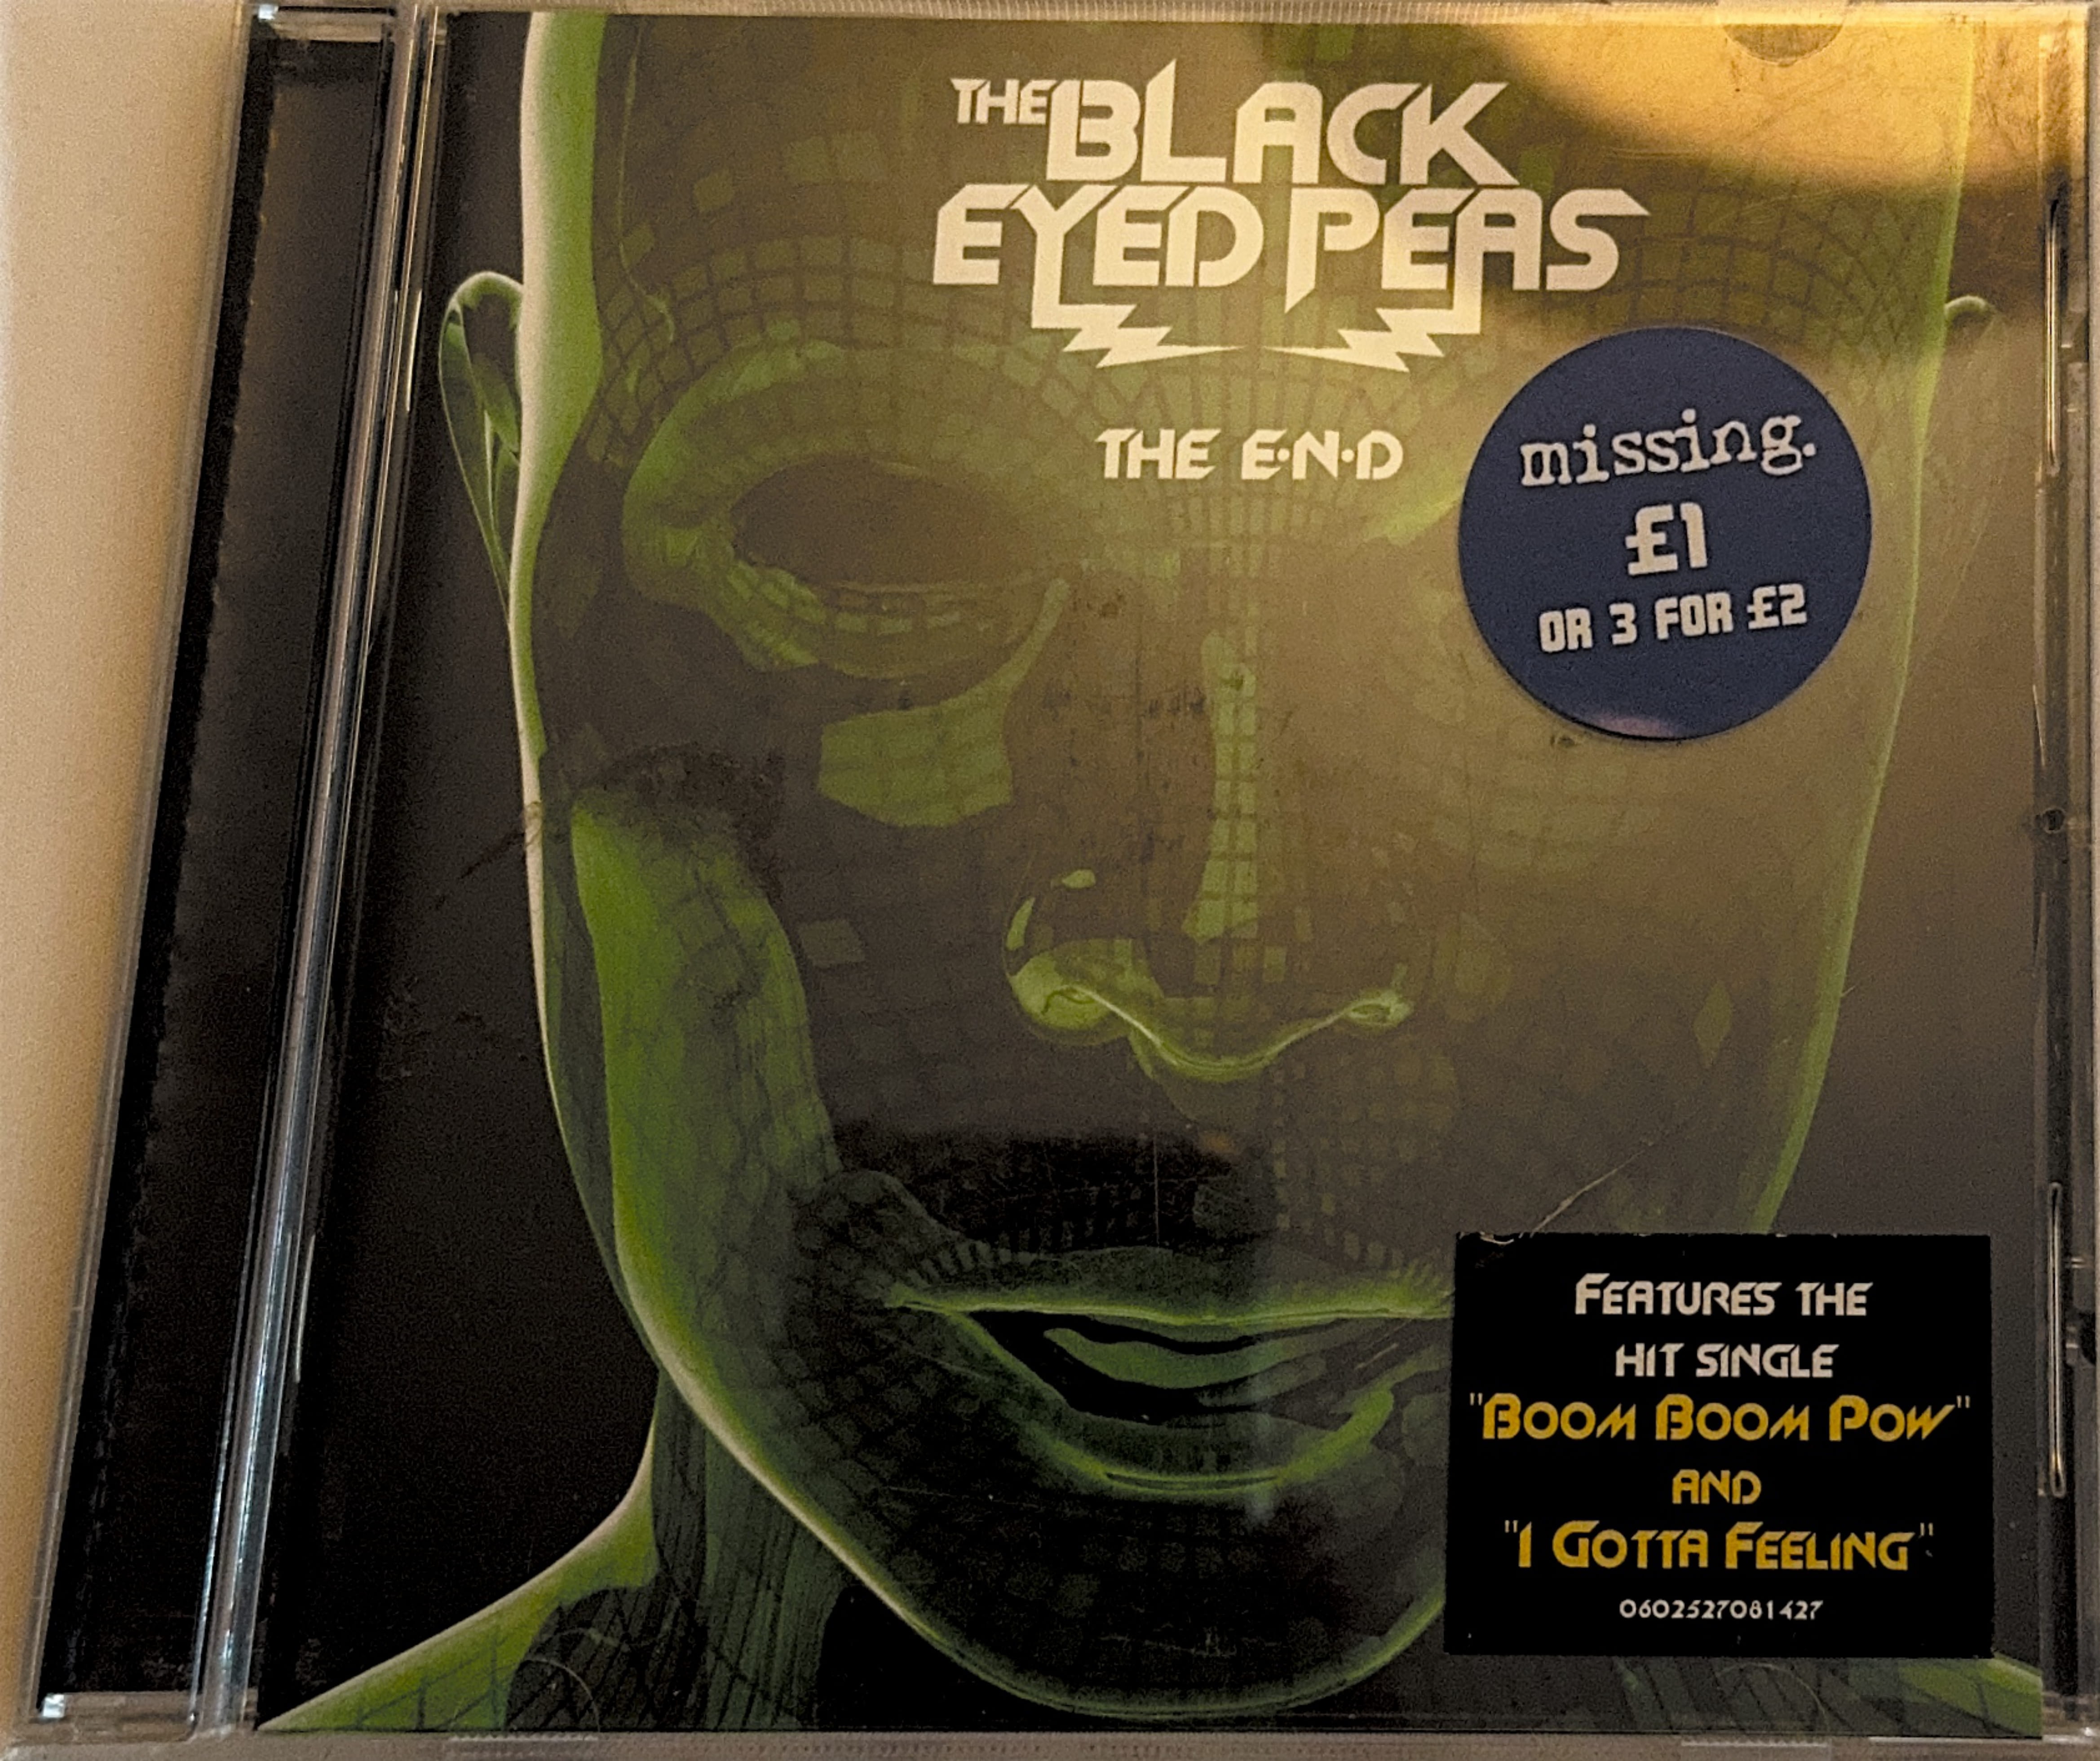 THE BLACK
EYED PEAS
THE E·N·D
missing.
£1
OR 3 FOR £2
FEATURES THE
HIT SINGLE
"BOOM BOOM POW"
AND
"I GOTTA FEELING"
0602527081427